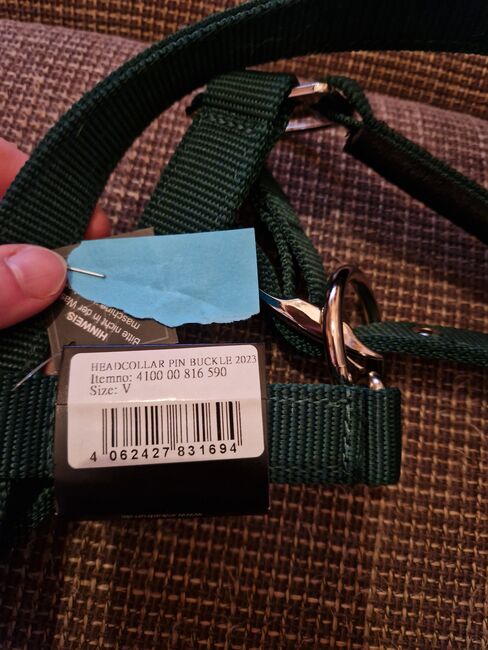 HEADCOLLAR PIN BUCKLE 2023
Itemno: 4100 00 816 590
Size: V
4 062427 831694
HINWEIS
Bitte nicht in der
maschine